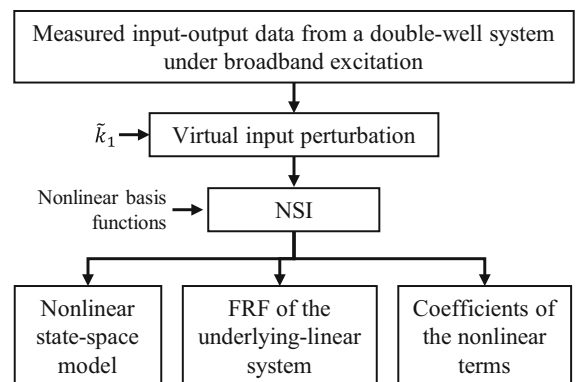 Measured input-output data from a double-well system
under broadband excitation
k̃₁
Virtual input perturbation
Nonlinear basis
functions
NSI
Nonlinear
state-space
model
FRF of the
underlying-linear
system
Coefficients of
the nonlinear
terms